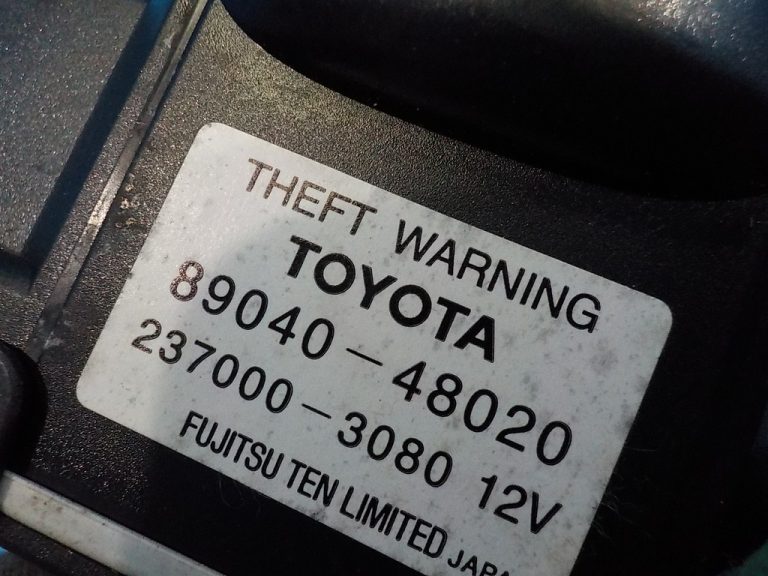 THEFT WARNING
TOYOTA
89040-48020
237000-3080 12V
FUJITSU TEN LIMITED